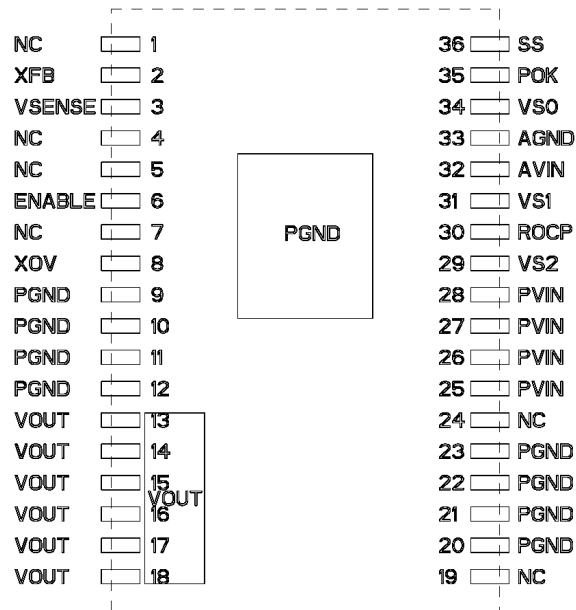 NC 1 36 SS
XFB 2 35 POK
VSENSE 3 34 VS0
NC 4 33 AGND
NC 5 32 AVIN
ENABLE 6 31 VS1
NC 7 PGND 30 ROCP
XOV 8 29 VS2
PGND 9 28 PVIN
PGND 10 27 PVIN
PGND 11 26 PVIN
PGND 12 25 PVIN
VOUT 13 24 NC
VOUT 14 23 PGND
VOUT 15 22 PGND
VOUT
VOUT 16 21 PGND
VOUT 17 20 PGND
VOUT 18 19 NC